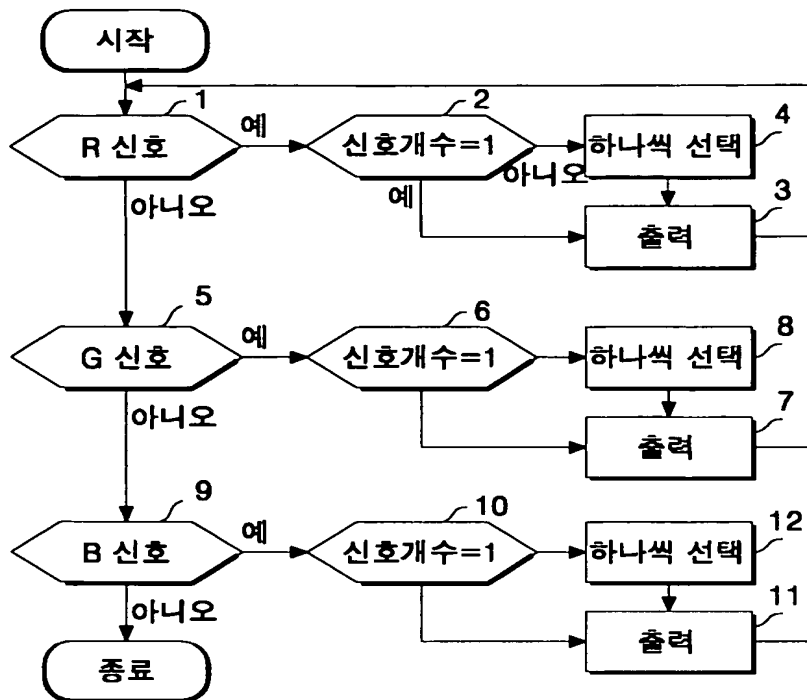 시작
1
R 신호
예
2
신호개수=1
아니오
예
4
하나씩 선택
3
출력
아니오
5
G 신호
예
6
신호개수=1
8
하나씩 선택
7
출력
아니오
9
B 신호
예
10
신호개수=1
12
하나씩 선택
11
출력
아니오
종료